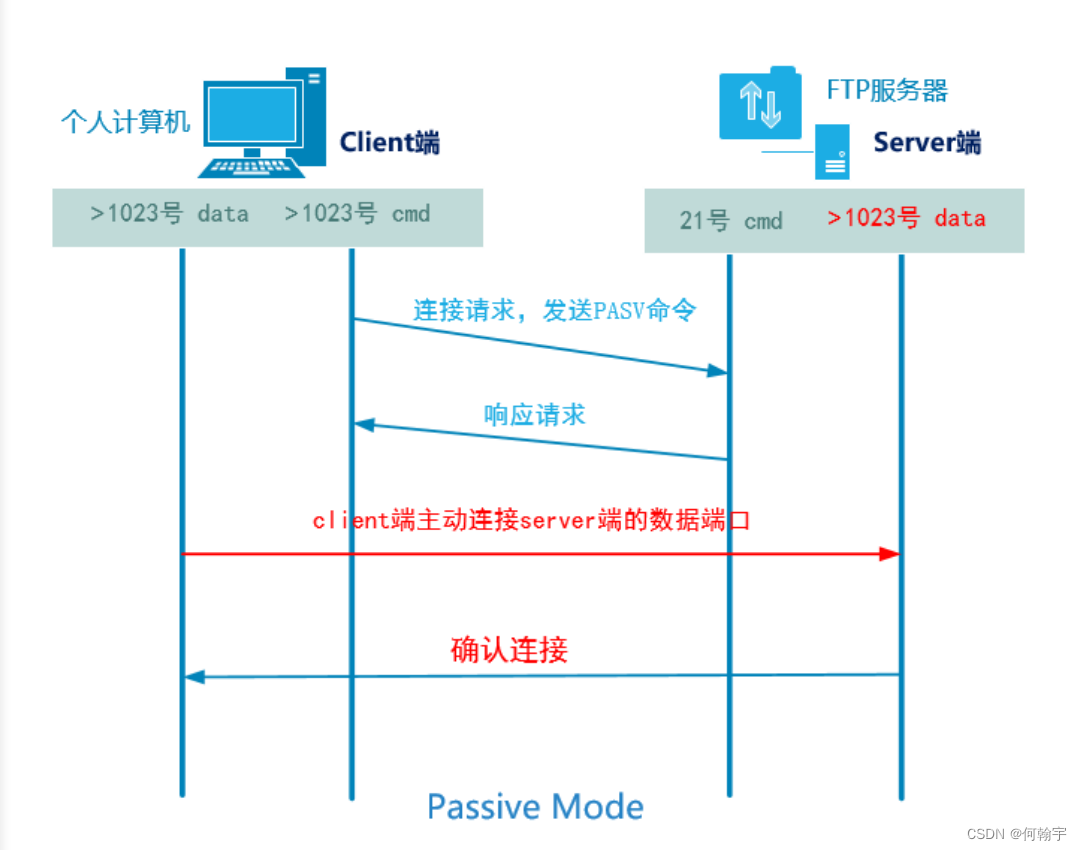 个人计算机
Client端
FTP服务器
Server端
>1023号 data >1023号 cmd
21号 cmd >1023号 data
连接请求，发送PASV命令
响应请求
client端主动连接server端的数据端口
确认连接
Passive Mode
CSDN @何翰宇